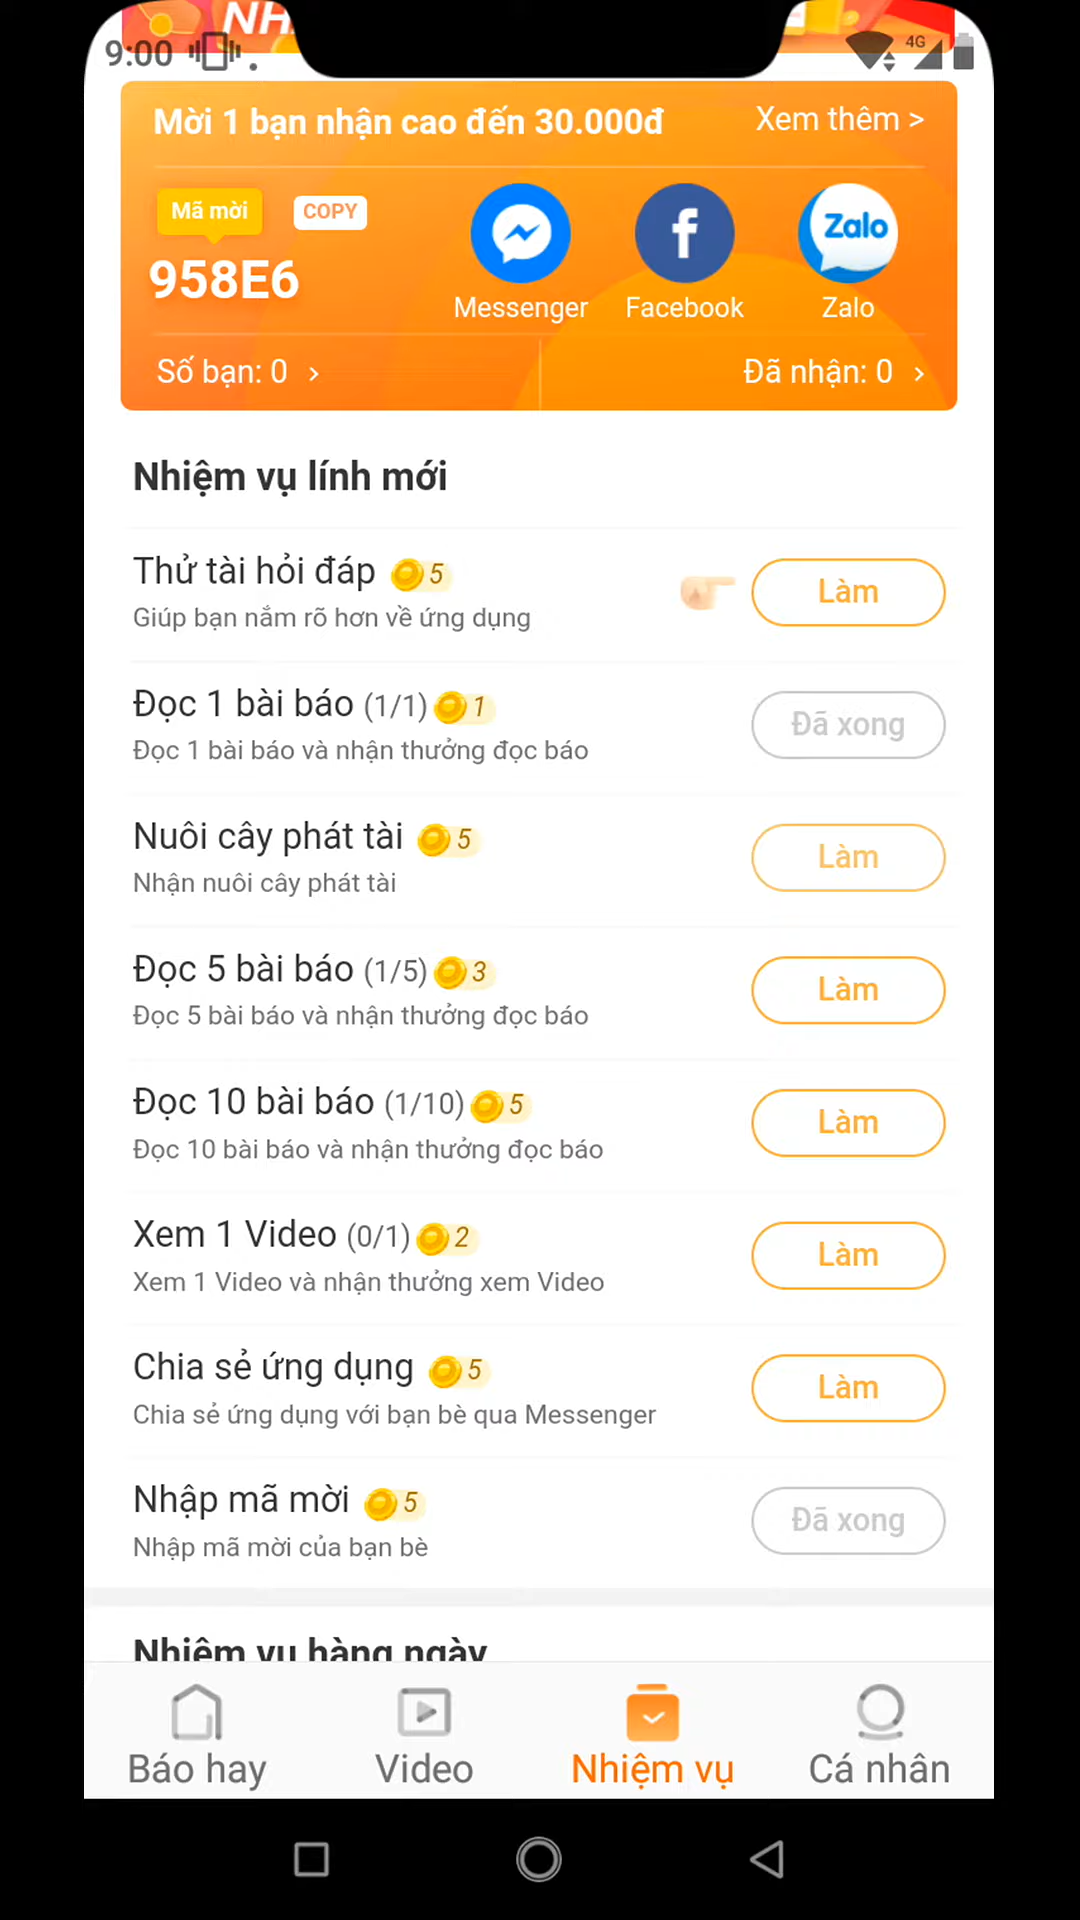 NH
9:00
4G
Mời 1 bạn nhận cao đến 30.000đ
Xem thêm >
Mã mời
COPY
958E6
Zalo
Messenger
Facebook
Zalo
Số bạn: 0 >
Đã nhận: 0 >
Nhiệm vụ lính mới
Thử tài hỏi đáp 5
Giúp bạn nắm rõ hơn về ứng dụng
Làm
Đọc 1 bài báo (1/1) 1
Đọc 1 bài báo và nhận thưởng đọc báo
Đã xong
Nuôi cây phát tài 5
Nhận nuôi cây phát tài
Làm
Đọc 5 bài báo (1/5) 3
Đọc 5 bài báo và nhận thưởng đọc báo
Làm
Đọc 10 bài báo (1/10) 5
Đọc 10 bài báo và nhận thưởng đọc báo
Làm
Xem 1 Video (0/1) 2
Xem 1 Video và nhận thưởng xem Video
Làm
Chia sẻ ứng dụng 5
Chia sẻ ứng dụng với bạn bè qua Messenger
Làm
Nhập mã mời 5
Nhập mã mời của bạn bè
Đã xong
Nhiệm vụ hàng ngày
Báo hay
Video
Nhiệm vụ
Cá nhân